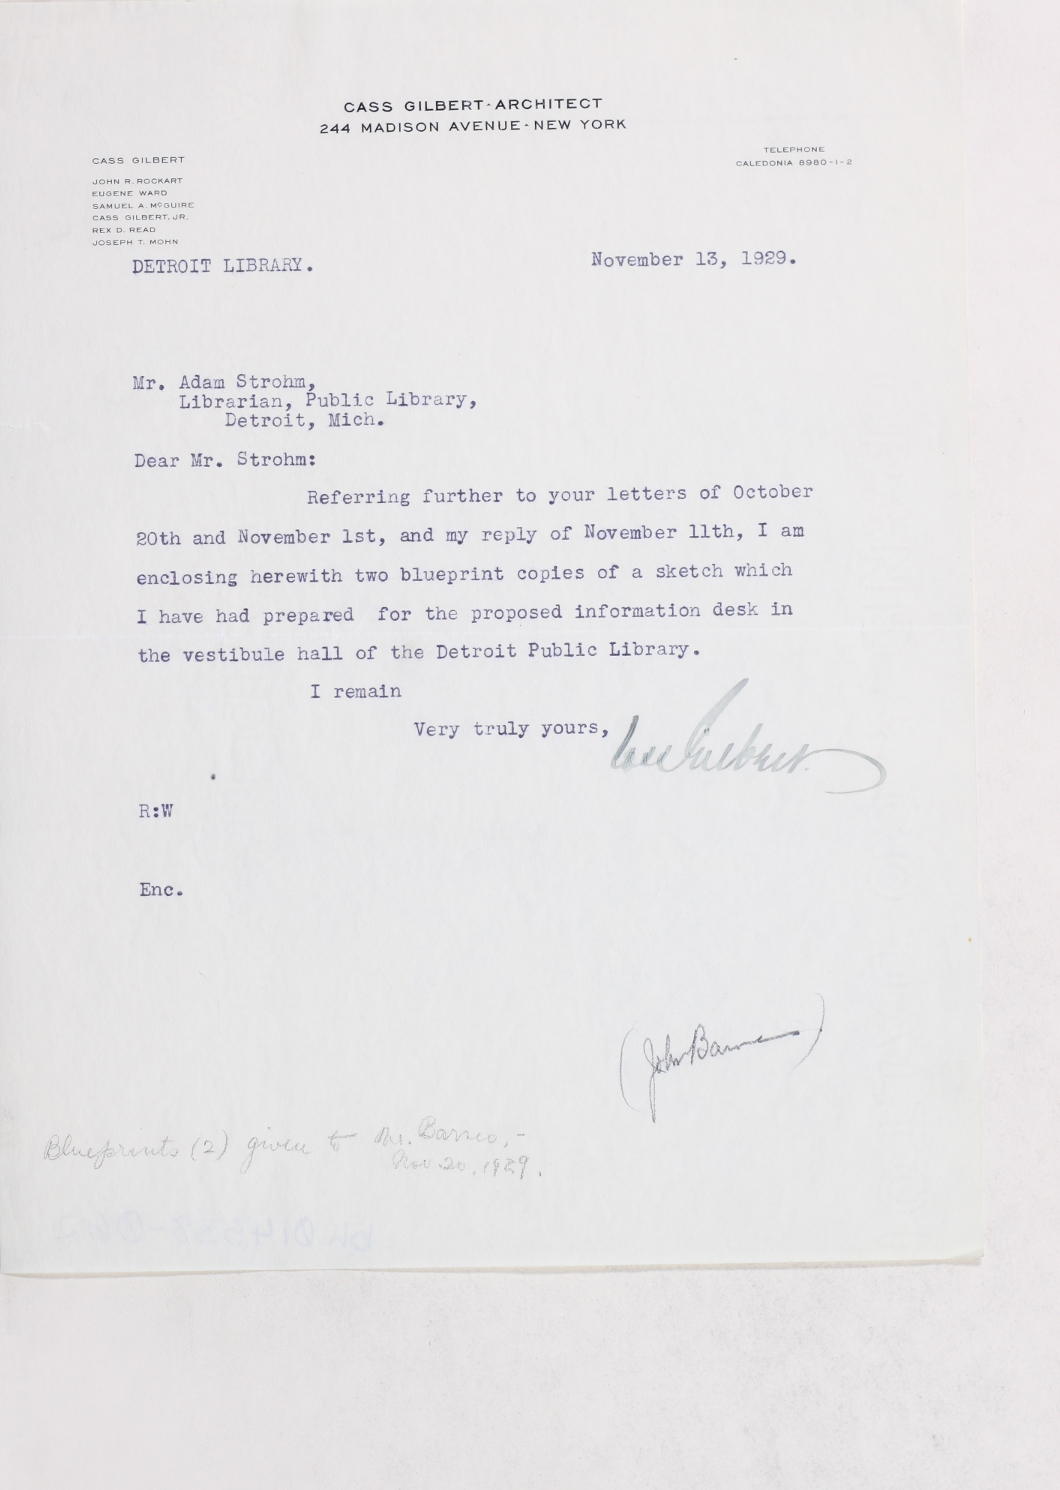 CASS GILBERT-ARCHITECT
244 MADISON AVENUE-NEW YORK
TELEPHONE
CALEDONIA 8980-1-2
CASS GILBERT
JOHN R. ROCKART
EUGENE WARD
SAMUEL A. McGUIRE
CASS GILBERT, JR.
REX D. READ
JOSEPH T. MOHN
DETROIT LIBRARY.
November 13, 1929.
Mr. Adam Strohm,
Librarian, Public Library,
Detroit, Mich.
Dear Mr. Strohm:
Referring further to your letters of October
20th and November 1st, and my reply of November 11th, I am
enclosing herewith two blueprint copies of a sketch which
I have had prepared for the proposed information desk in
the vestibule hall of the Detroit Public Library.
I remain
Very truly yours,
Cass Gilbert.
R:W
Enc.
(John Barnes)
Blueprints (2) given to Mr. Barnes,-
Nov 20, 1929.